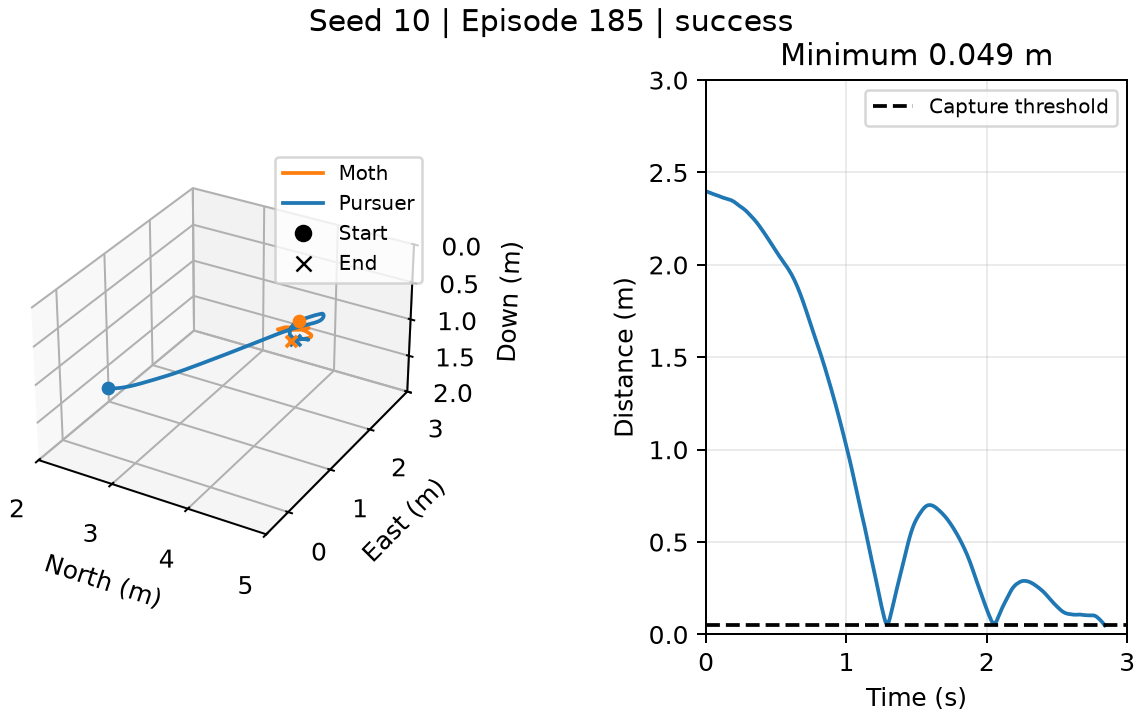 Seed 10 | Episode 185 | success
Moth
Pursuer
Start
End
0.0
0.5
1.0
1.5
2.0
Down (m)
3
2
1
0
East (m)
2
3
4
5
North (m)
Minimum 0.049 m
Capture threshold
3.0
2.5
2.0
1.5
1.0
0.5
0.0
Distance (m)
0
1
2
3
Time (s)